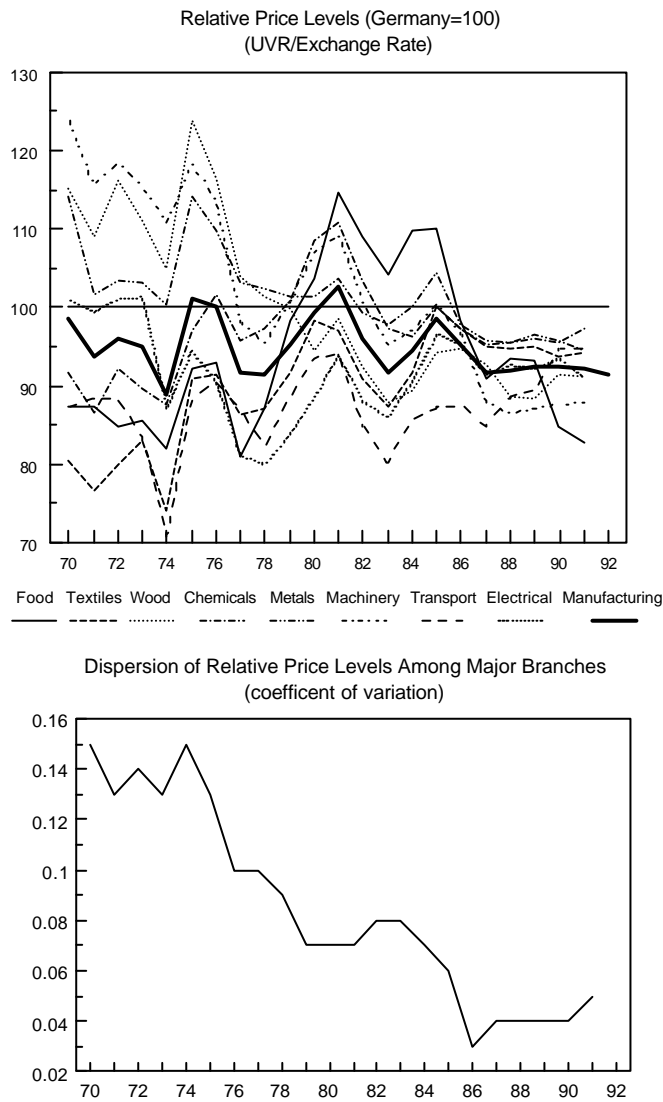 Relative Price Levels (Germany=100)
(UVR/Exchange Rate)
130
120
110
100
90
80
70
70 72 74 76 78 80 82 84 86 88 90 92
Food Textiles Wood Chemicals Metals Machinery Transport Electrical Manufacturing
Dispersion of Relative Price Levels Among Major Branches
(coefficent of variation)
0.16
0.14
0.12
0.1
0.08
0.06
0.04
0.02
70 72 74 76 78 80 82 84 86 88 90 92